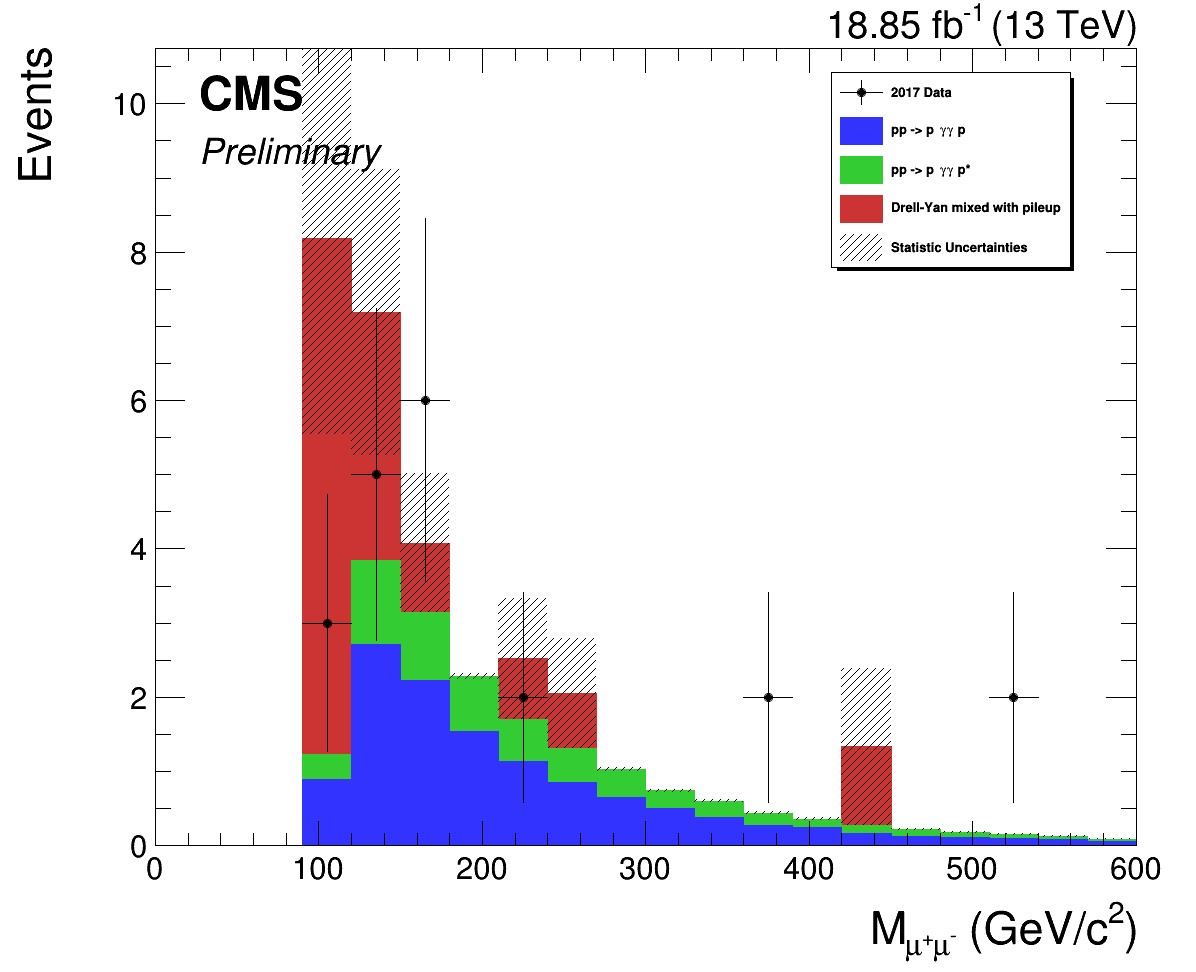 18.85 fb⁻¹ (13 TeV)
Events
CMS
Preliminary
2017 Data
pp -> p γγ p
pp -> p γγ p*
Drell-Yan mixed with pileup
Statistic Uncertainties
10
8
6
4
2
0
0 100 200 300 400 500 600
M_μ⁺μ⁻ (GeV/c²)